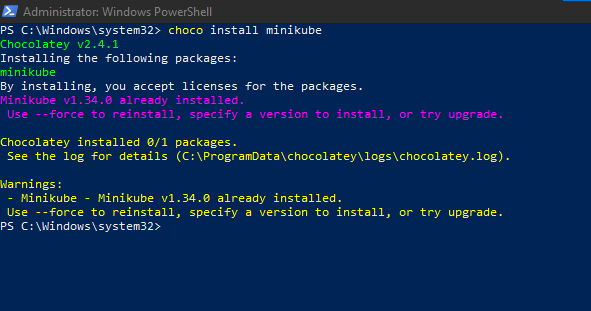 Administrator: Windows PowerShell
PS C:\Windows\system32> choco install minikube
Chocolatey v2.4.1
Installing the following packages:
minikube
By installing, you accept licenses for the packages.
Minikube v1.34.0 already installed.
Use --force to reinstall, specify a version to install, or try upgrade.
Chocolatey installed 0/1 packages.
See the log for details (C:\ProgramData\chocolatey\logs\chocolatey.log).
Warnings:
- Minikube - Minikube v1.34.0 already installed.
Use --force to reinstall, specify a version to install, or try upgrade.
PS C:\Windows\system32>